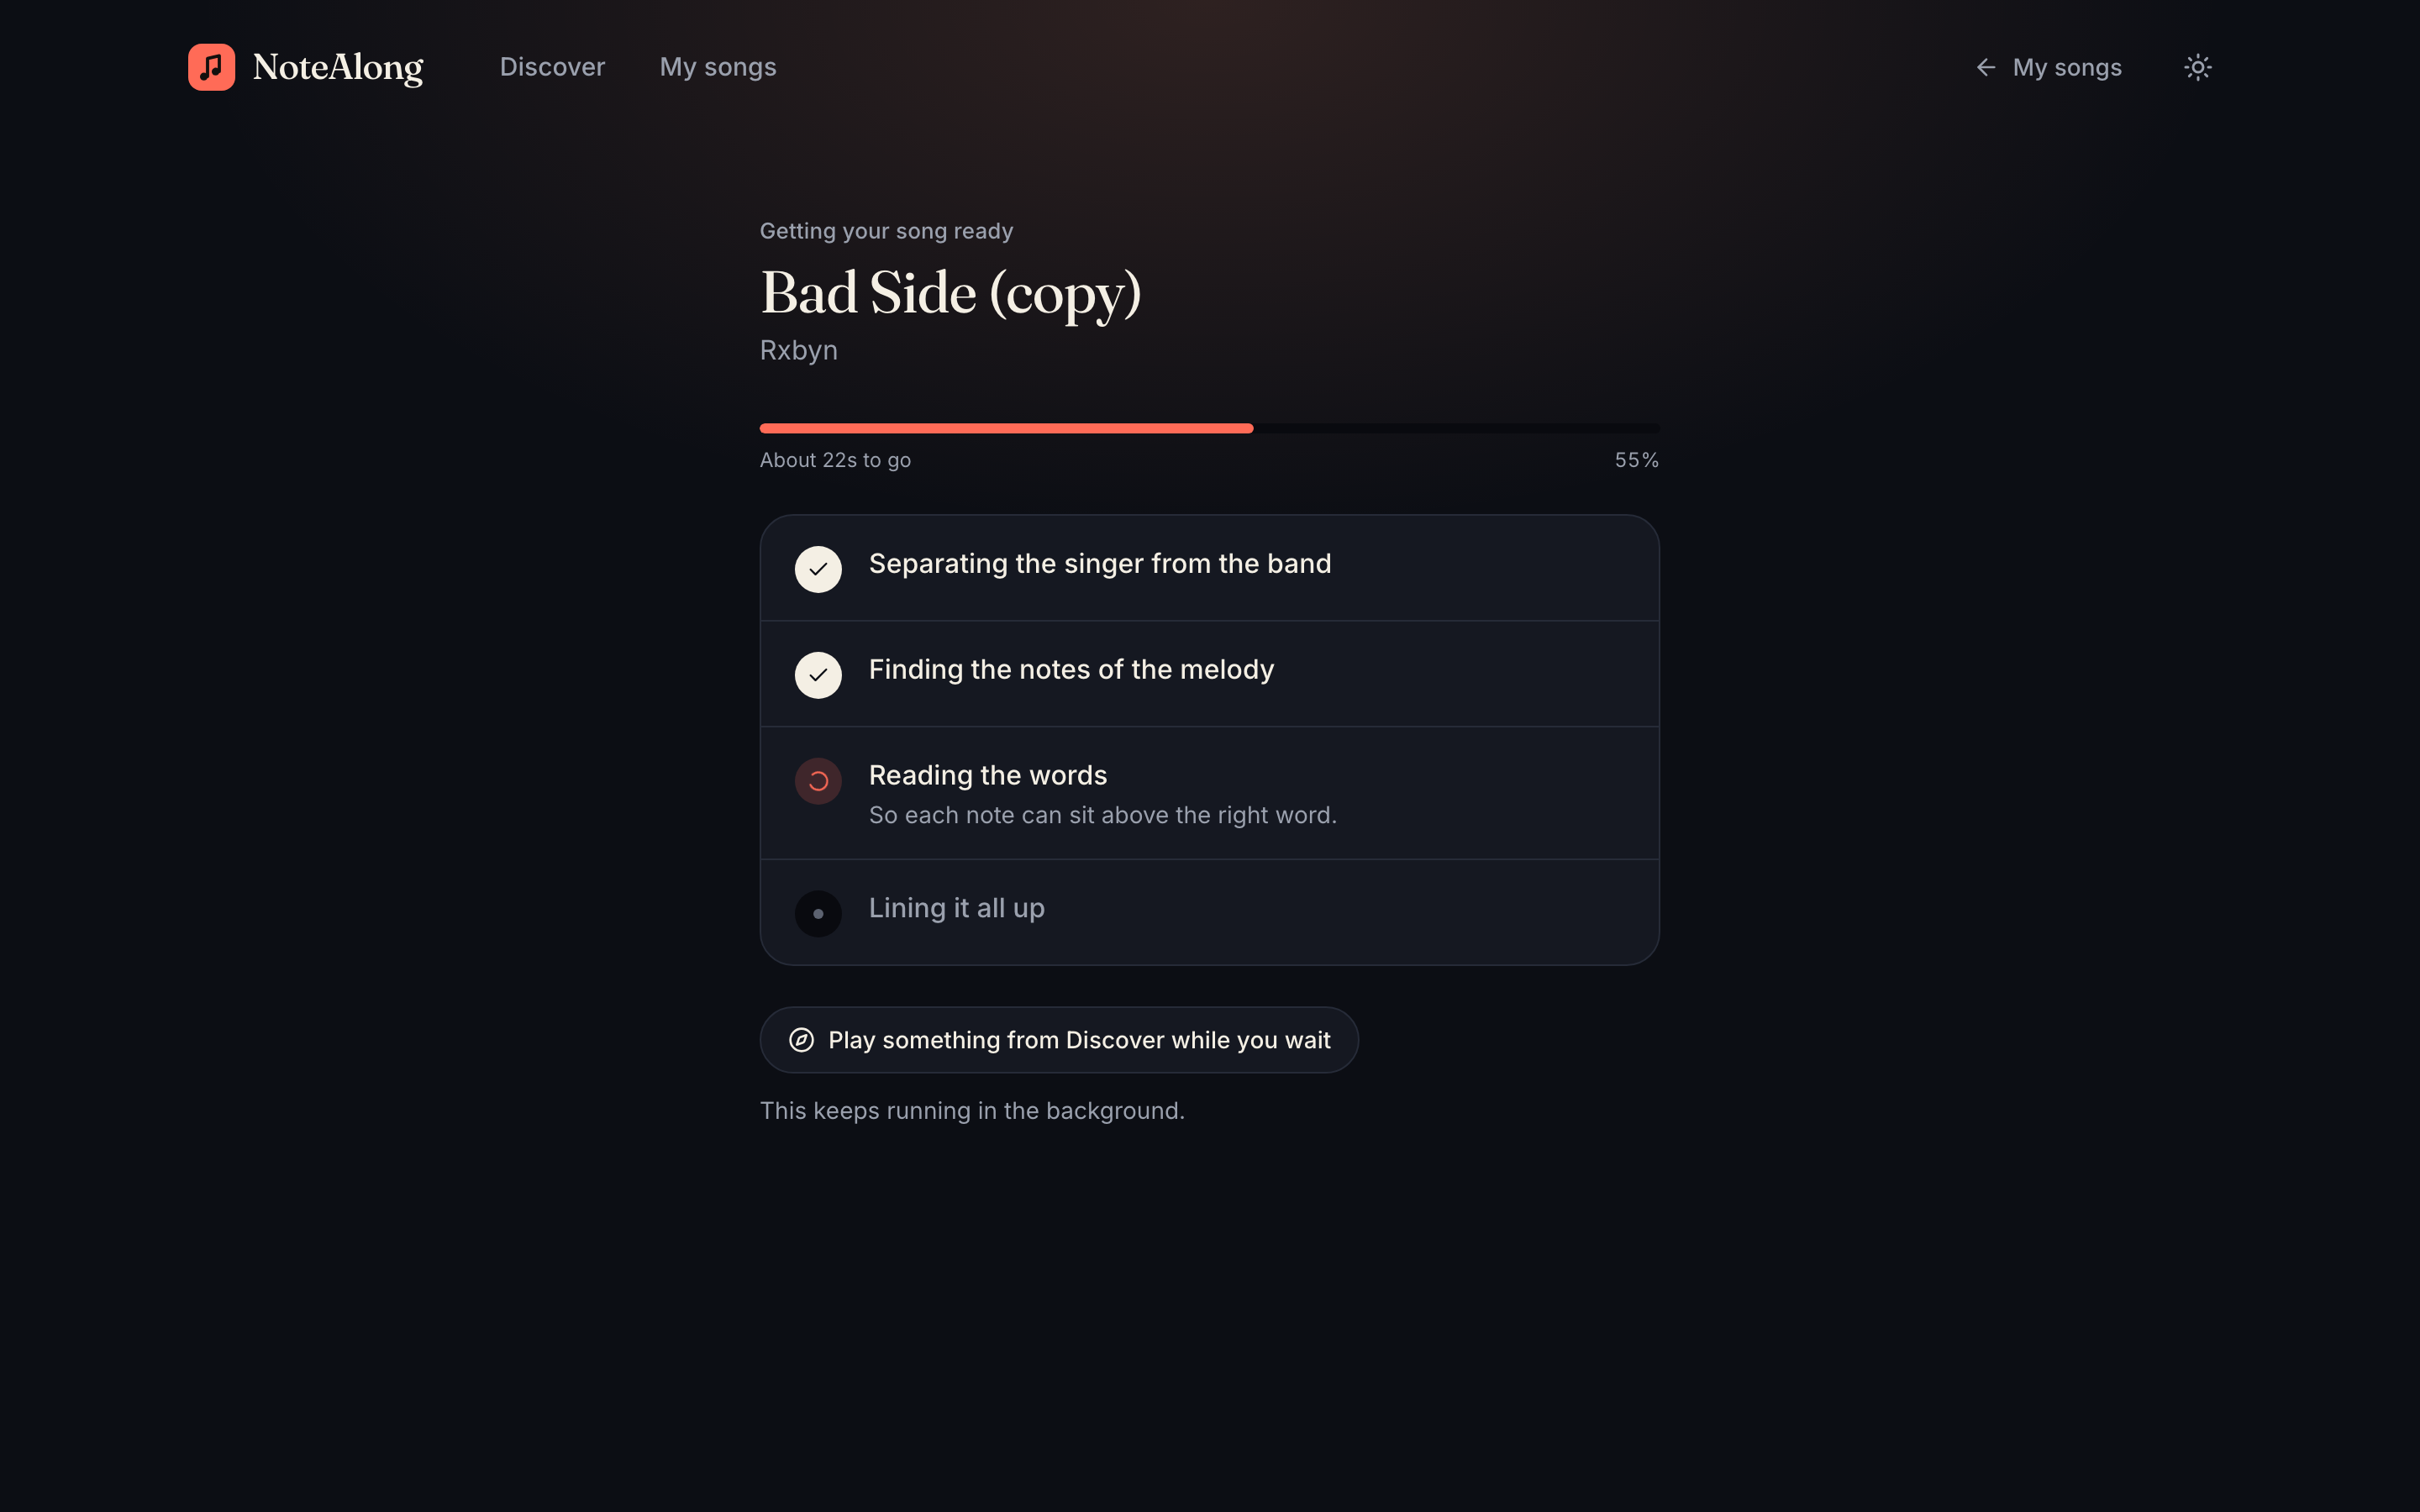 NoteAlong
Discover
My songs
My songs
Getting your song ready
Bad Side (copy)
Rxbyn
About 22s to go
55%
Separating the singer from the band
Finding the notes of the melody
Reading the words
So each note can sit above the right word.
Lining it all up
Play something from Discover while you wait
This keeps running in the background.